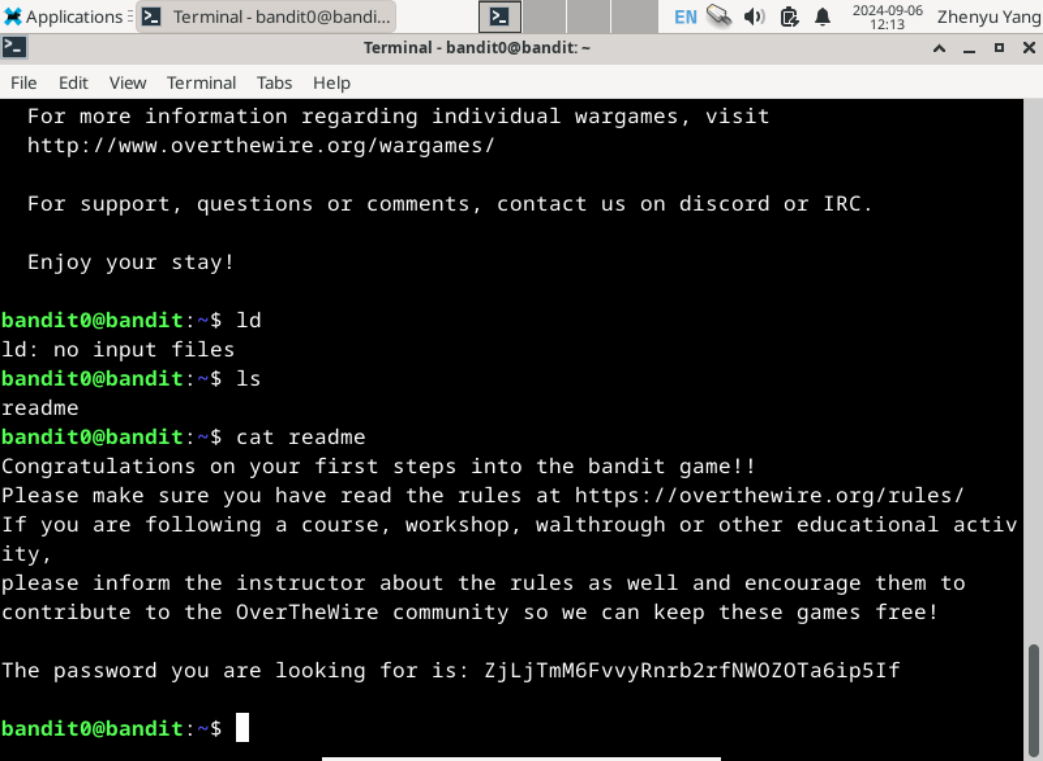 Applications
Terminal - bandit0@bandi...
EN
2024-09-06
12:13
Zhenyu Yang
Terminal - bandit0@bandit: ~
File Edit View Terminal Tabs Help
For more information regarding individual wargames, visit
http://www.overthewire.org/wargames/
For support, questions or comments, contact us on discord or IRC.
Enjoy your stay!
bandit0@bandit:~$ ld
ld: no input files
bandit0@bandit:~$ ls
readme
bandit0@bandit:~$ cat readme
Congratulations on your first steps into the bandit game!!
Please make sure you have read the rules at https://overthewire.org/rules/
If you are following a course, workshop, walthrough or other educational activ
ity,
please inform the instructor about the rules as well and encourage them to
contribute to the OverTheWire community so we can keep these games free!
The password you are looking for is: ZjLjTmM6FvvyRnrb2rfNWOZOTa6ip5If
bandit0@bandit:~$